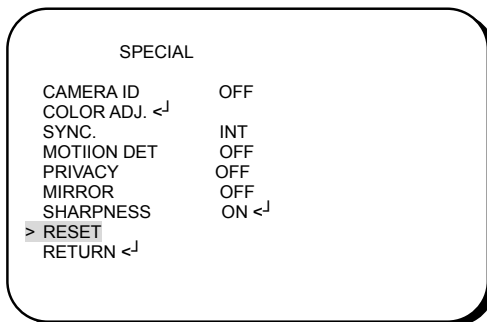 SPECIAL
CAMERA ID OFF
COLOR ADJ. <┘
SYNC. INT
MOTIION DET OFF
PRIVACY OFF
MIRROR OFF
SHARPNESS ON <┘
> RESET
RETURN <┘